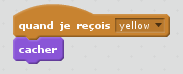 quand je reçois yellow
cacher